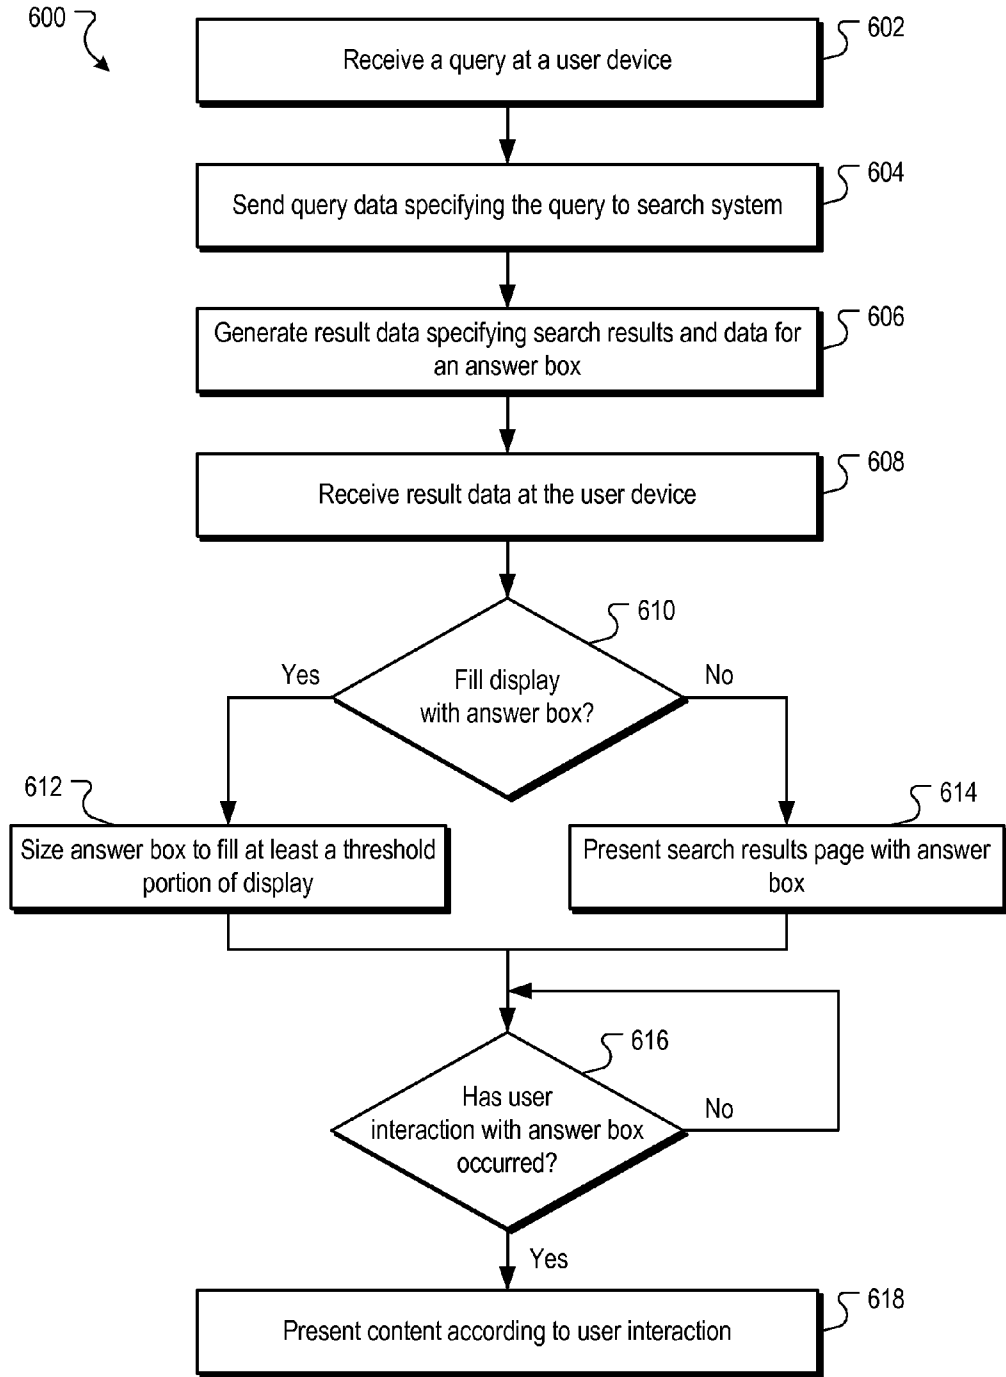 600
602
Receive a query at a user device
604
Send query data specifying the query to search system
606
Generate result data specifying search results and data for
an answer box
608
Receive result data at the user device
610
Yes
No
Fill display
with answer box?
612
614
Size answer box to fill at least a threshold
portion of display
Present search results page with answer
box
616
Has user
interaction with answer box
occurred?
No
Yes
618
Present content according to user interaction